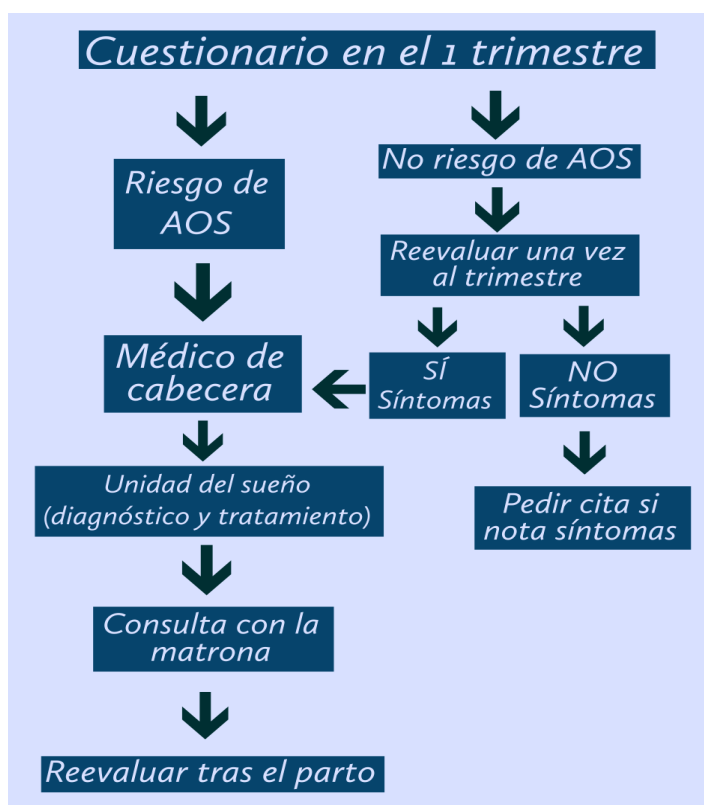 Cuestionario en el 1 trimestre
Riesgo de
AOS
No riesgo de AOS
Reevaluar una vez
al trimestre
Médico de
cabecera
SÍ
Síntomas
NO
Síntomas
Unidad del sueño
(diagnóstico y tratamiento)
Pedir cita si
nota síntomas
Consulta con la
matrona
Reevaluar tras el parto